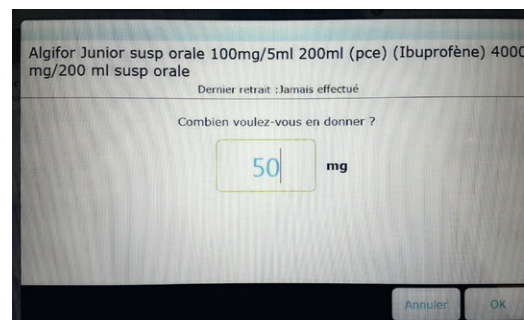 Algifor Junior susp orale 100mg/5ml 200ml (pce) (Ibuprofène) 4000
mg/200 ml susp orale
Dernier retrait :Jamais effectué
Combien voulez-vous en donner ?
50 mg
Annuler OK